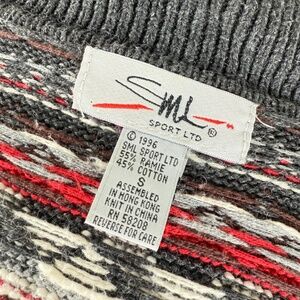 SML
SPORT LTD ®
© 1996
SML SPORT LTD
55% RAMIE
45% COTTON
S
ASSEMBLED
IN HONG KONG
KNIT IN CHINA
RN 58208
REVERSE FOR CARE